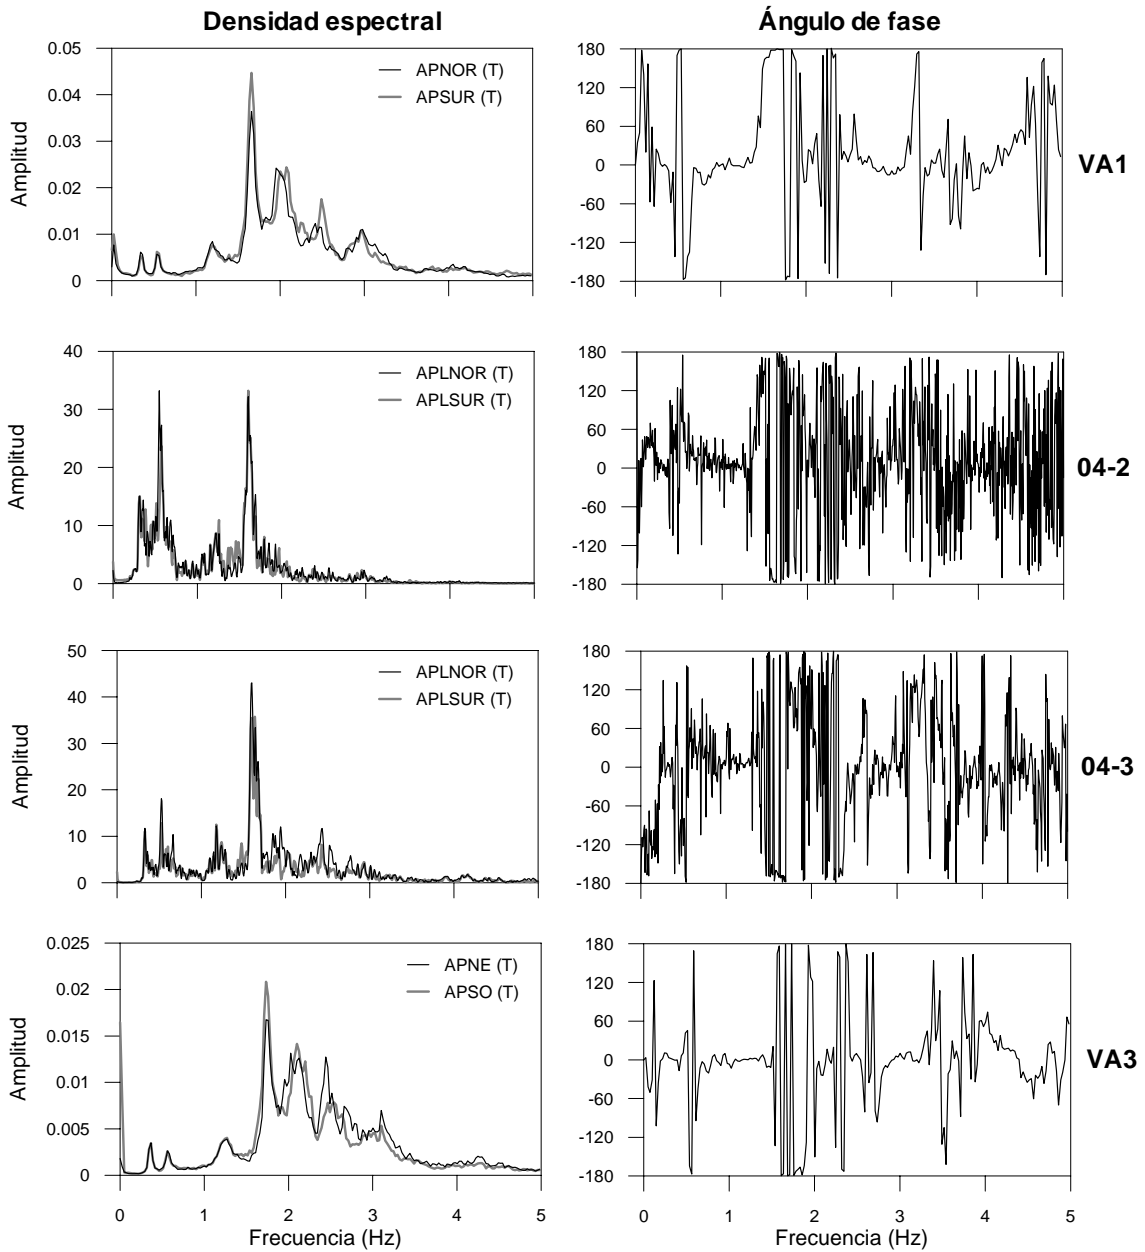 Densidad espectral
Ángulo de fase
0.05
0.04
0.03
0.02
0.01
0
Amplitud
APNOR (T)
APSUR (T)
180
120
60
0
-60
-120
-180
VA1
40
30
20
10
0
Amplitud
APLNOR (T)
APLSUR (T)
180
120
60
0
-60
-120
-180
04-2
50
40
30
20
10
0
Amplitud
APLNOR (T)
APLSUR (T)
180
120
60
0
-60
-120
-180
04-3
0.025
0.02
0.015
0.01
0.005
0
Amplitud
APNE (T)
APSO (T)
0 1 2 3 4 5
Frecuencia (Hz)
180
120
60
0
-60
-120
-180
VA3
0 1 2 3 4 5
Frecuencia (Hz)